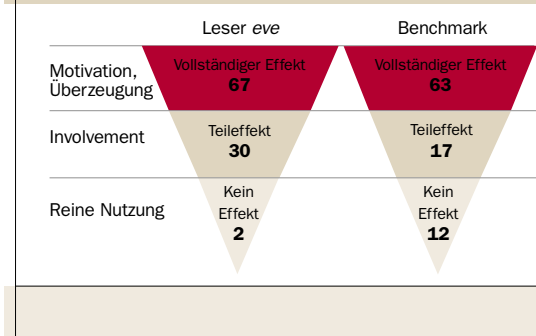 Leser eve
Benchmark
Motivation,
Überzeugung
Vollständiger Effekt
67
Vollständiger Effekt
63
Involvement
Teileffekt
30
Teileffekt
17
Reine Nutzung
Kein
Effekt
2
Kein
Effekt
12